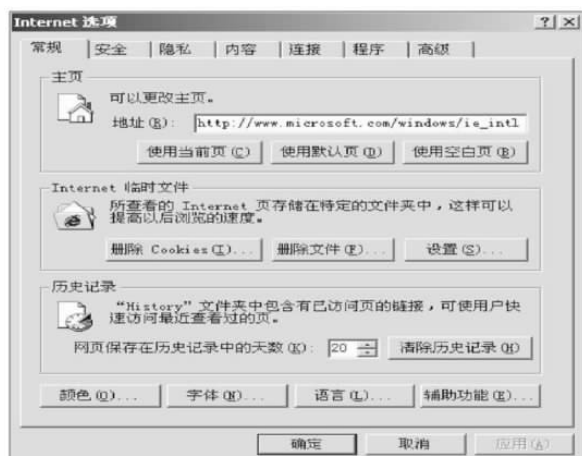 Internet 选项
常规 安全 隐私 内容 连接 程序 高级
主页
可以更改主页。
地址(R): http://www.microsoft.com/windows/ie_intl
使用当前页(C) 使用默认页(D) 使用空白页(B)
Internet 临时文件
所查看的 Internet 页存储在特定的文件夹中，这样可以
提高以后浏览的速度。
删除 Cookies(I)... 删除文件(F)... 设置(S)...
历史记录
“History”文件夹中包含有已访问页的链接，可使用户快
速访问最近查看过的页。
网页保存在历史记录中的天数(K): 20 清除历史记录(H)
颜色(O)... 字体(N)... 语言(L)... 辅助功能(E)...
确定 取消 应用(A)